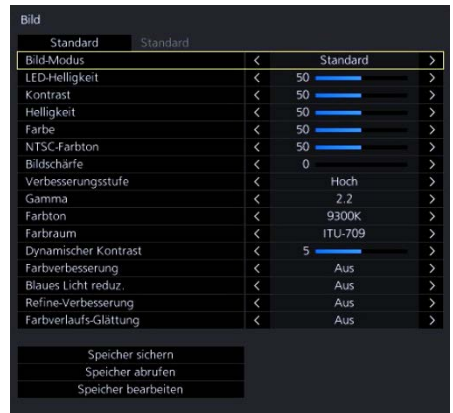 Bild
Standard Standard
Bild-Modus < Standard >
LED-Helligkeit < 50 >
Kontrast < 50 >
Helligkeit < 50 >
Farbe < 50 >
NTSC-Farbton < 50 >
Bildschärfe < 0 >
Verbesserungsstufe < Hoch >
Gamma < 2.2 >
Farbton < 9300K >
Farbraum < ITU-709 >
Dynamischer Kontrast < 5 >
Farbverbesserung < Aus >
Blaues Licht reduz. < Aus >
Refine-Verbesserung < Aus >
Farbverlaufs-Glättung < Aus >
Speicher sichern
Speicher abrufen
Speicher bearbeiten